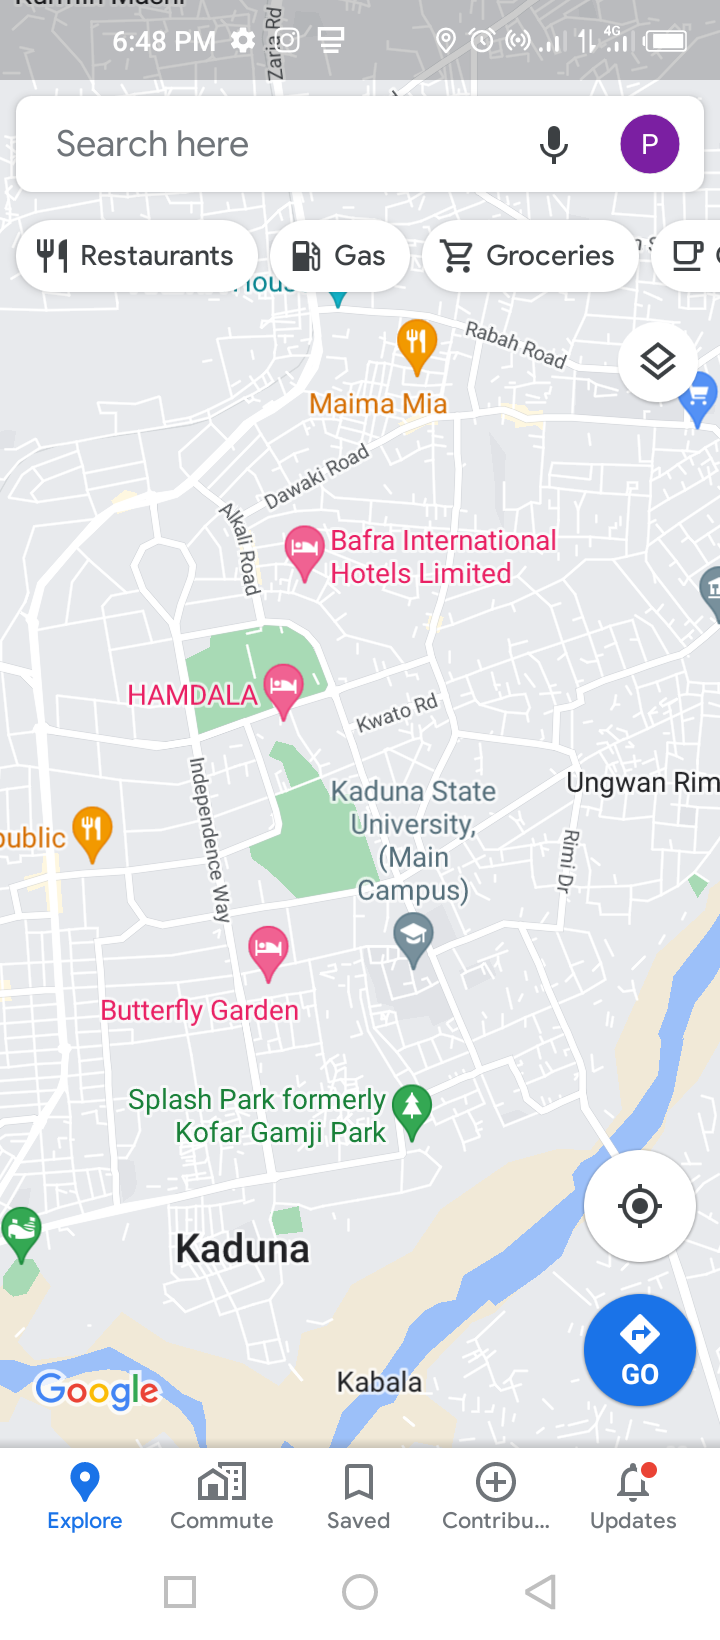 6:48 PM
4G
Zaria Rd
Search here
P
Restaurants
Gas
Groceries
Rabah Road
Maima Mia
Dawaki Road
Alkali Road
Bafra International
Hotels Limited
HAMDALA
Kwato Rd
Independence Way
Kaduna State
University,
(Main
Campus)
Ungwan Rim
Rimi Dr
public
Butterfly Garden
Splash Park formerly
Kofar Gamji Park
Kaduna
Kabala
Google
GO
Explore
Commute
Saved
Contribu...
Updates